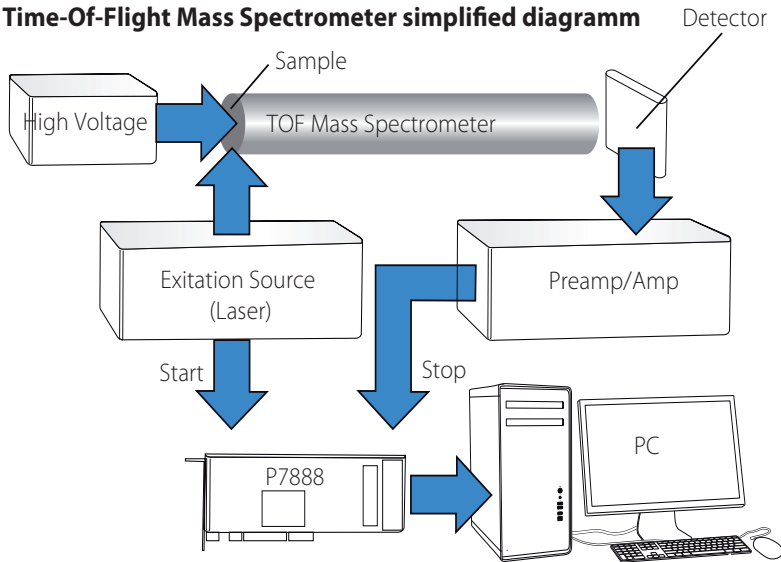 Time-Of-Flight Mass Spectrometer simplified diagramm
Detector
Sample
High Voltage
TOF Mass Spectrometer
Exitation Source
(Laser)
Preamp/Amp
Start
Stop
P7888
PC